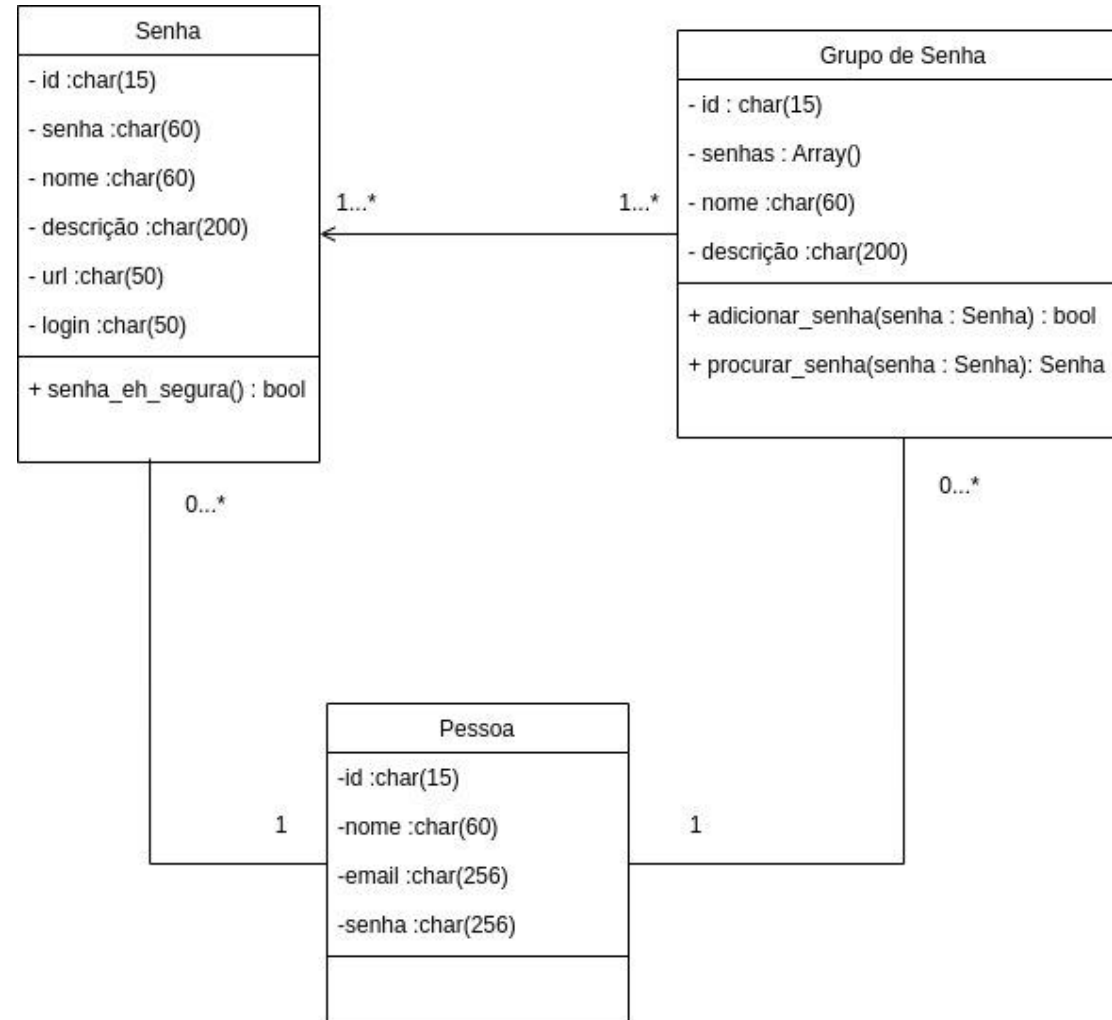 Senha
- id :char(15)
- senha :char(60)
- nome :char(60)
- descrição :char(200)
- url :char(50)
- login :char(50)
+ senha_eh_segura() : bool
1...*
1...*
Grupo de Senha
- id : char(15)
- senhas : Array()
- nome :char(60)
- descrição :char(200)
+ adicionar_senha(senha : Senha) : bool
+ procurar_senha(senha : Senha): Senha
0...*
0...*
Pessoa
-id :char(15)
-nome :char(60)
-email :char(256)
-senha :char(256)
1
1